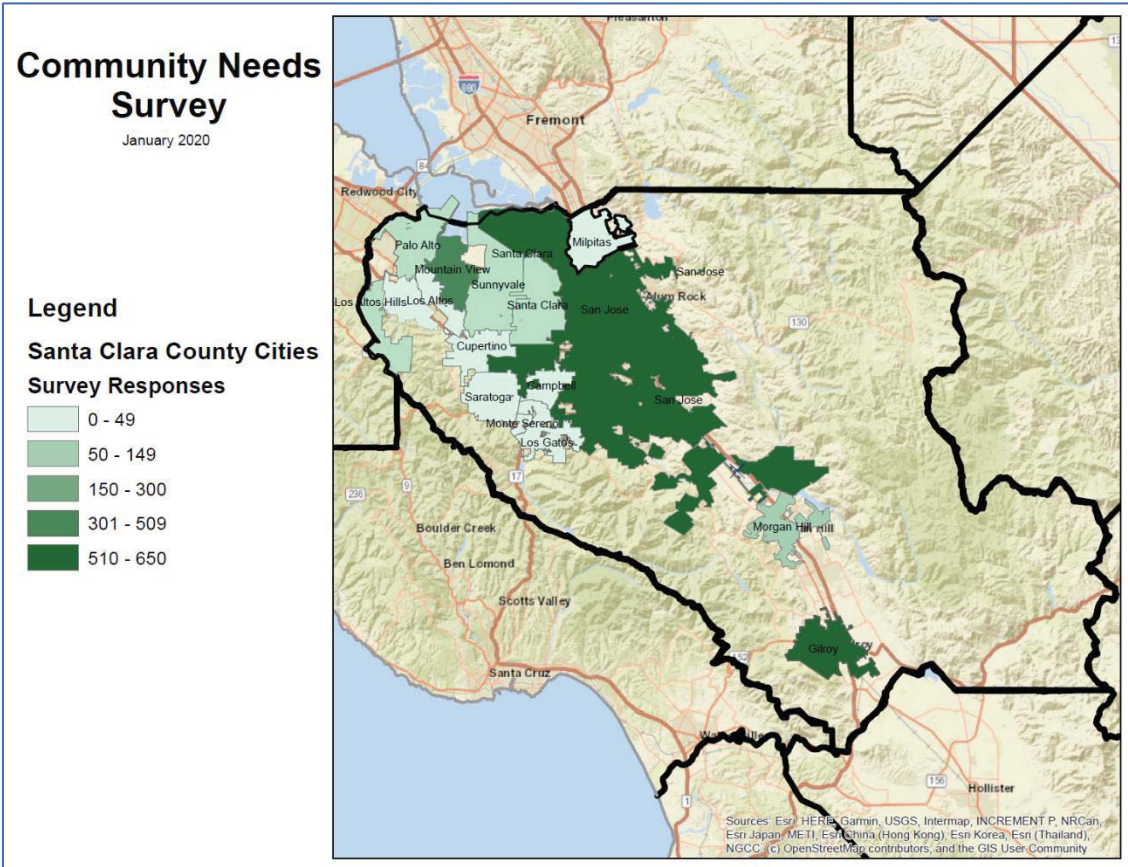 Community Needs
Survey
January 2020
Legend
Santa Clara County Cities
Survey Responses
0 - 49
50 - 149
150 - 300
301 - 509
510 - 650
Pleasanton
880
Fremont
84
Redwood City
Palo Alto
Mountain View
Santa Clara
Sunnyvale
Milpitas
San Jose
Alum Rock
Los Altos Hills
Los Altos
Santa Clara
San Jose
130
Cupertino
Saratoga
Campbell
San Jose
Monte Sereno
Los Gatos
17
236
9
Boulder Creek
Morgan Hill
Hill
Ben Lomond
Scotts Valley
Gilroy
152
Santa Cruz
1
156
Hollister
Sources: Esri, HERE, Garmin, USGS, Intermap, INCREMENT P, NRCan,
Esri Japan, METI, Esri China (Hong Kong), Esri Korea, Esri (Thailand),
NGCC, (c) OpenStreetMap contributors, and the GIS User Community